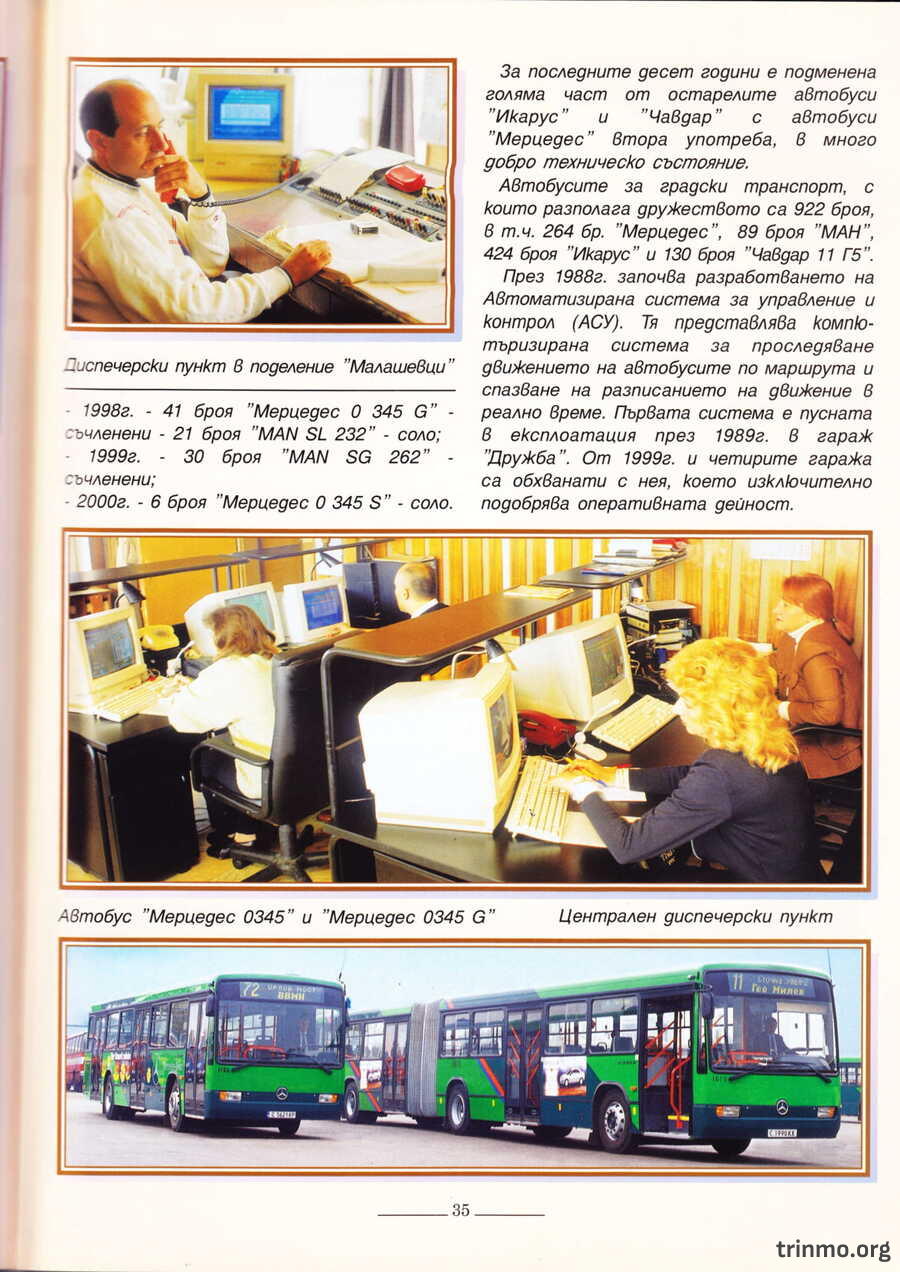 Диспечерски пункт в поделение "Малашевци"
- 1998г. - 41 броя "Мерцедес 0 345 G" -
съчленени - 21 броя "MAN SL 232" - соло;
- 1999г. - 30 броя "MAN SG 262" -
съчленени;
- 2000г. - 6 броя "Мерцедес 0 345 S" - соло.
За последните десет години е подменена
голяма част от остарелите автобуси
"Икарус" и "Чавдар" с автобуси
"Мерцедес" втора употреба, в много
добро техническо състояние.
Автобусите за градски транспорт, с
които разполага дружеството са 922 броя,
в т.ч. 264 бр. "Мерцедес", 89 броя "МАН",
424 броя "Икарус" и 130 броя "Чавдар 11 Г5".
През 1988г. започва разработването на
Автоматизирана система за управление и
контрол (АСУ). Тя представлява компю-
търизирана система за проследяване
движението на автобусите по маршрута и
спазване на разписанието на движение в
реално време. Първата система е пусната
в експлоатация през 1989г. в гараж
"Дружба". От 1999г. и четирите гаража
са обхванати с нея, което изключително
подобрява оперативната дейност.
Автобус "Мерцедес 0345" и "Мерцедес 0345 G"
Централен диспечерски пункт
72
ВВМИ
11
Гео Милев
35
trinmo.org